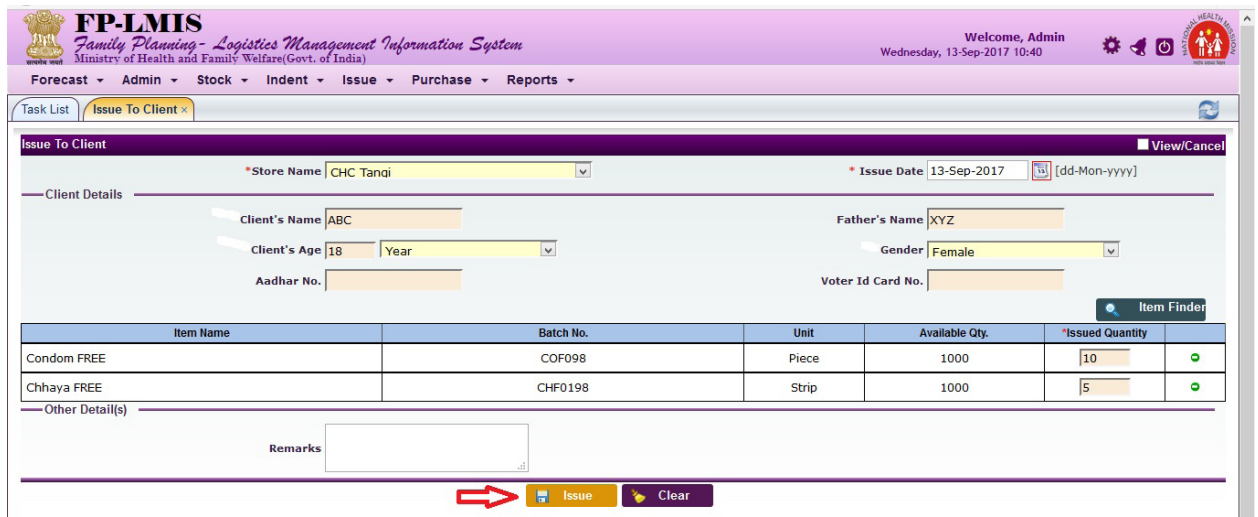 FP-LMIS
Family Planning - Logistics Management Information System
Ministry of Health and Family Welfare(Govt. of India)
Welcome, Admin
Wednesday, 13-Sep-2017 10:40
NATIONAL HEALTH MISSION
Forecast Admin Stock Indent Issue Purchase Reports
Task List Issue To Client ×
Issue To Client View/Cancel
*Store Name CHC Tangi * Issue Date 13-Sep-2017 [dd-Mon-yyyy]
Client Details
Client's Name ABC Father's Name XYZ
Client's Age 18 Year Gender Female
Aadhar No. Voter Id Card No.
Item Finder
Item Name Batch No. Unit Available Qty. *Issued Quantity
Condom FREE COF098 Piece 1000 10
Chhaya FREE CHF0198 Strip 1000 5
Other Detail(s)
Remarks
Issue Clear